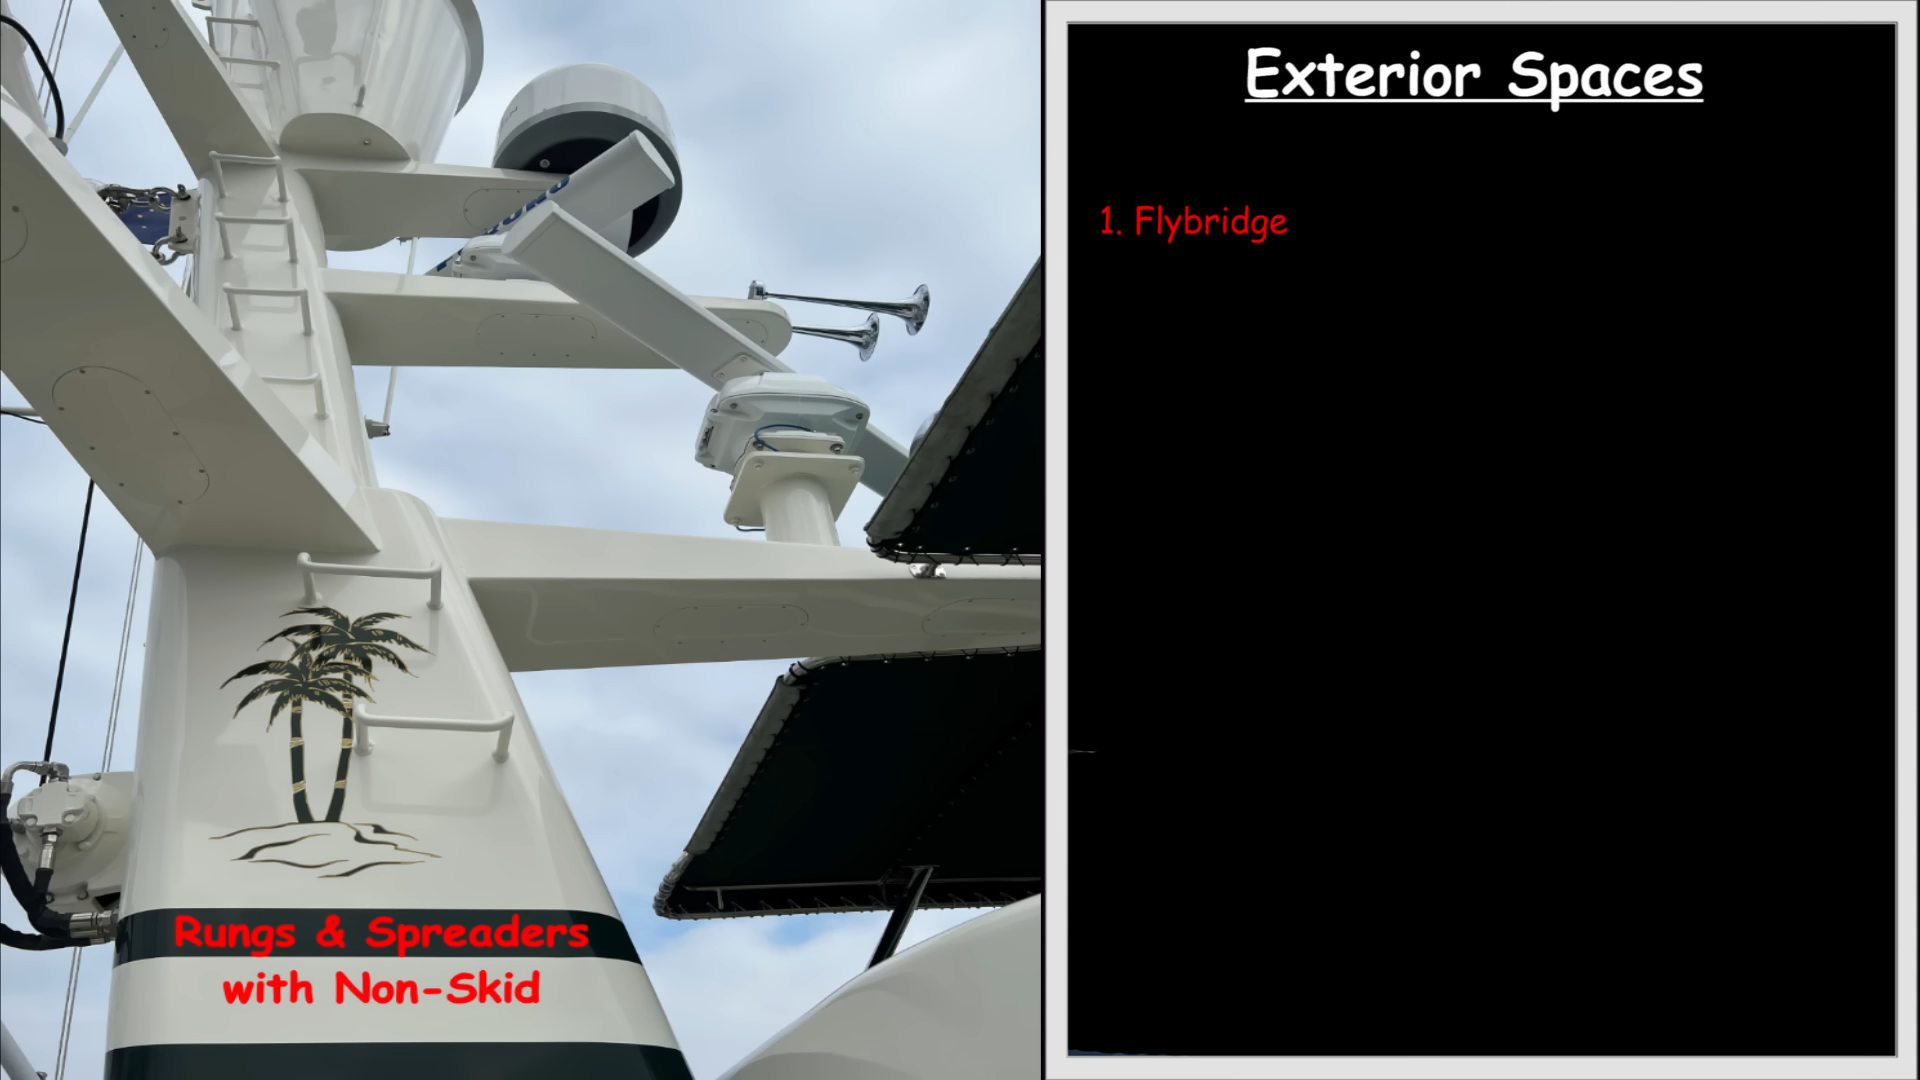 Rungs & Spreaders
with Non-Skid
Exterior Spaces
1. Flybridge